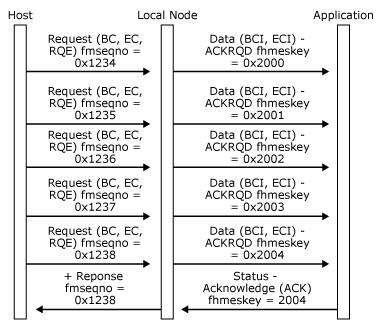 Host
Local Node
Application
Request (BC, EC,
RQE) fmseqno =
0x1234
Data (BCI, ECI) -
ACKRQD fhmeskey
= 0x2000
Request (BC, EC,
RQE) fmseqno =
0x1235
Data (BCI, ECI) -
ACKRQD fhmeskey
= 0x2001
Request (BC, EC,
RQE) fmseqno =
0x1236
Data (BCI, ECI) -
ACKRQD fhmeskey
= 0x2002
Request (BC, EC,
RQE) fmseqno =
0x1237
Data (BCI, ECI) -
ACKRQD fhmeskey
= 0x2003
Request (BC, EC,
RQE) fmseqno =
0x1238
Data (BCI, ECI) -
ACKRQD fhmeskey
= 0x2004
+ Reponse
fmseqno =
0x1238
Status -
Acknowledge (ACK)
fhmeskey = 2004